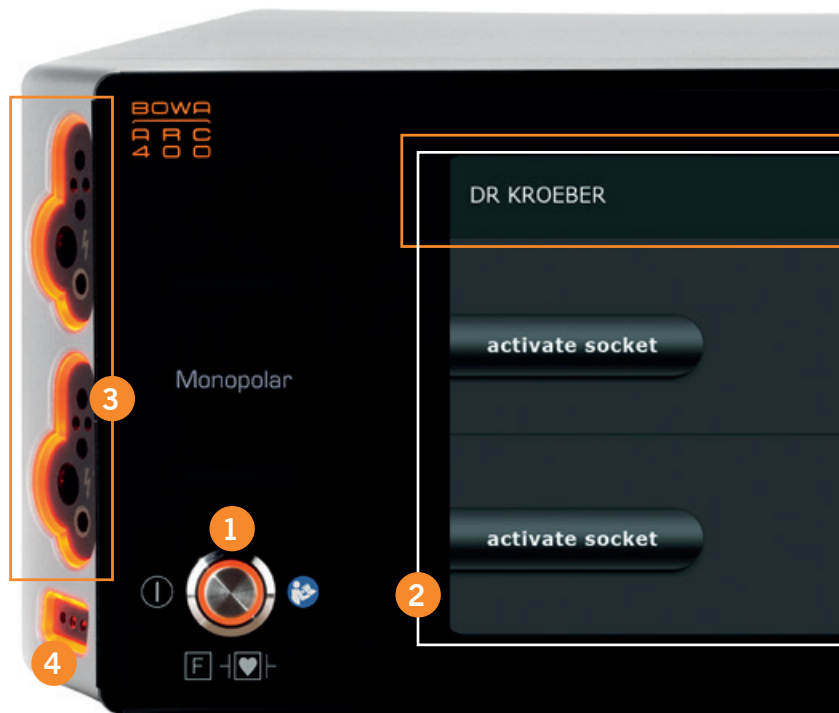 BOWA
ARC
400
DR KROEBER
activate socket
3
Monopolar
1
activate socket
2
4
F